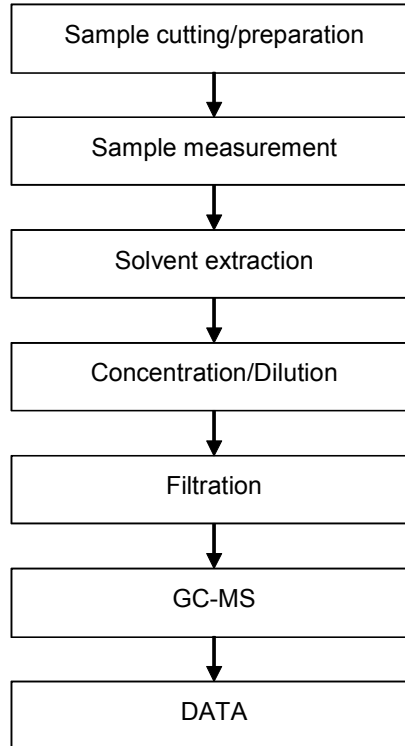 Sample cutting/preparation
Sample measurement
Solvent extraction
Concentration/Dilution
Filtration
GC-MS
DATA